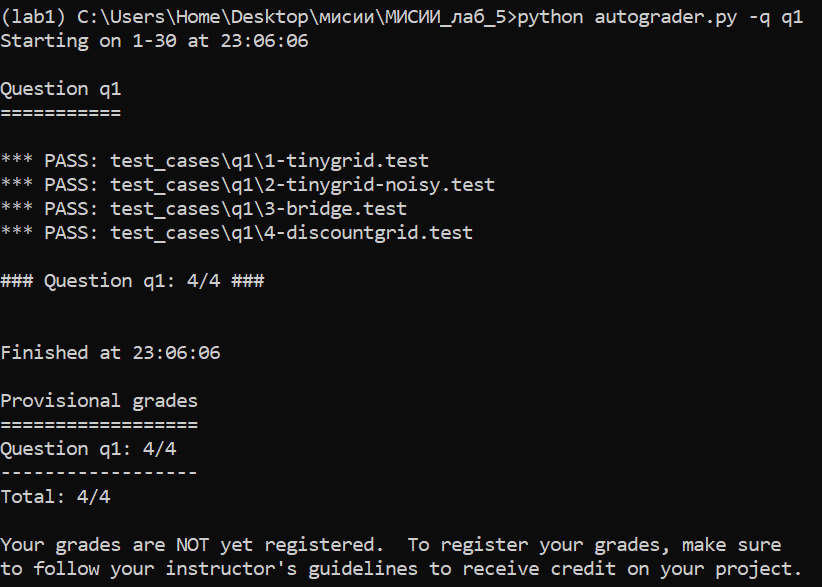 (lab1) C:\Users\Home\Desktop\мисии\МИСИИ_лаб_5>python autograder.py -q q1
Starting on 1-30 at 23:06:06
Question q1
===========
*** PASS: test_cases\q1\1-tinygrid.test
*** PASS: test_cases\q1\2-tinygrid-noisy.test
*** PASS: test_cases\q1\3-bridge.test
*** PASS: test_cases\q1\4-discountgrid.test
### Question q1: 4/4 ###
Finished at 23:06:06
Provisional grades
==================
Question q1: 4/4
------------------
Total: 4/4
Your grades are NOT yet registered.  To register your grades, make sure
to follow your instructor's guidelines to receive credit on your project.